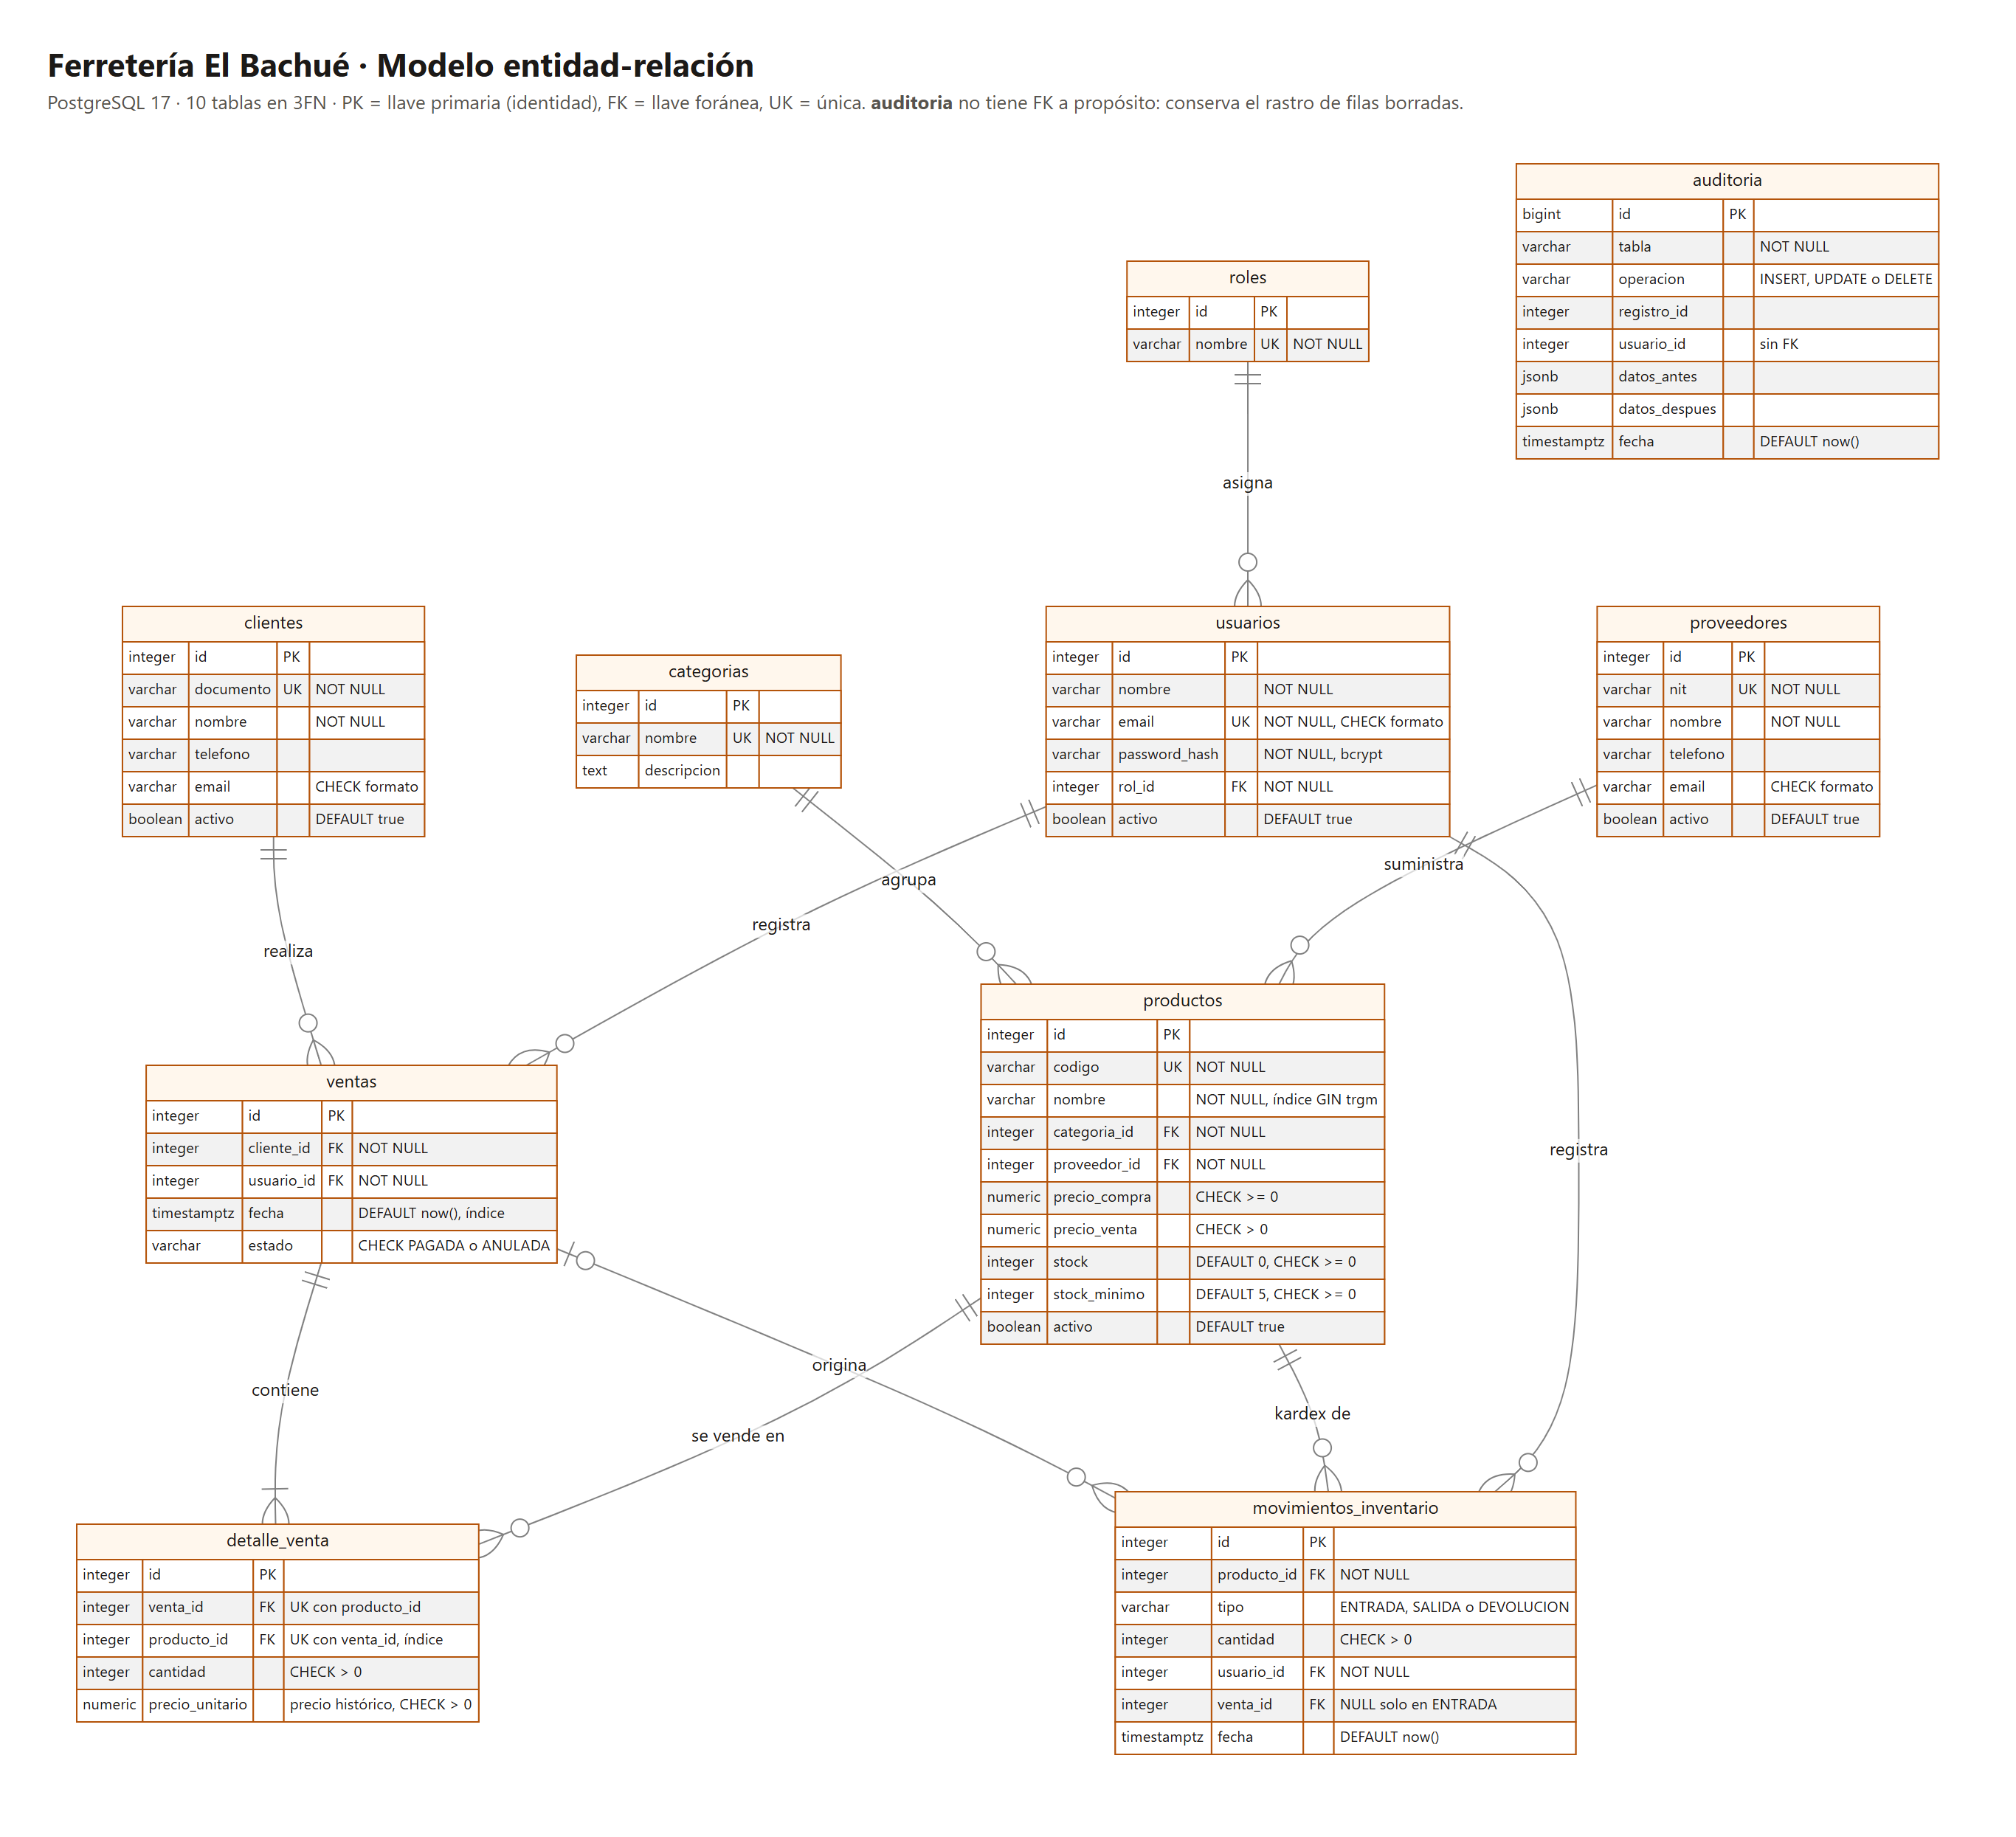 Ferretería El Bachué · Modelo entidad-relación
PostgreSQL 17 · 10 tablas en 3FN · PK = llave primaria (identidad), FK = llave foránea, UK = única. auditoria no tiene FK a propósito: conserva el rastro de filas borradas.
auditoria
bigint id PK
varchar tabla NOT NULL
varchar operacion INSERT, UPDATE o DELETE
integer registro_id
integer usuario_id sin FK
jsonb datos_antes
jsonb datos_despues
timestamptz fecha DEFAULT now()
roles
integer id PK
varchar nombre UK NOT NULL
asigna
clientes
integer id PK
varchar documento UK NOT NULL
varchar nombre NOT NULL
varchar telefono
varchar email CHECK formato
boolean activo DEFAULT true
categorias
integer id PK
varchar nombre UK NOT NULL
text descripcion
usuarios
integer id PK
varchar nombre NOT NULL
varchar email UK NOT NULL, CHECK formato
varchar password_hash NOT NULL, bcrypt
integer rol_id FK NOT NULL
boolean activo DEFAULT true
proveedores
integer id PK
varchar nit UK NOT NULL
varchar nombre NOT NULL
varchar telefono
varchar email CHECK formato
boolean activo DEFAULT true
suministra
agrupa
registra
realiza
productos
integer id PK
varchar codigo UK NOT NULL
varchar nombre NOT NULL, índice GIN trgm
integer categoria_id FK NOT NULL
integer proveedor_id FK NOT NULL
numeric precio_compra CHECK >= 0
numeric precio_venta CHECK > 0
integer stock DEFAULT 0, CHECK >= 0
integer stock_minimo DEFAULT 5, CHECK >= 0
boolean activo DEFAULT true
ventas
integer id PK
integer cliente_id FK NOT NULL
integer usuario_id FK NOT NULL
timestamptz fecha DEFAULT now(), índice
varchar estado CHECK PAGADA o ANULADA
registra
origina
contiene
kardex de
se vende en
movimientos_inventario
integer id PK
integer producto_id FK NOT NULL
varchar tipo ENTRADA, SALIDA o DEVOLUCION
integer cantidad CHECK > 0
integer usuario_id FK NOT NULL
integer venta_id FK NULL solo en ENTRADA
timestamptz fecha DEFAULT now()
detalle_venta
integer id PK
integer venta_id FK UK con producto_id
integer producto_id FK UK con venta_id, índice
integer cantidad CHECK > 0
numeric precio_unitario precio histórico, CHECK > 0